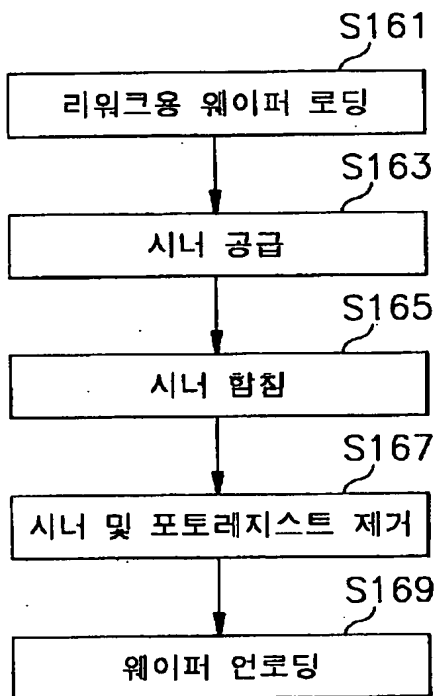 S161
리워크용 웨이퍼 로딩
S163
시너 공급
S165
시너 함침
S167
시너 및 포토레지스트 제거
S169
웨이퍼 언로딩